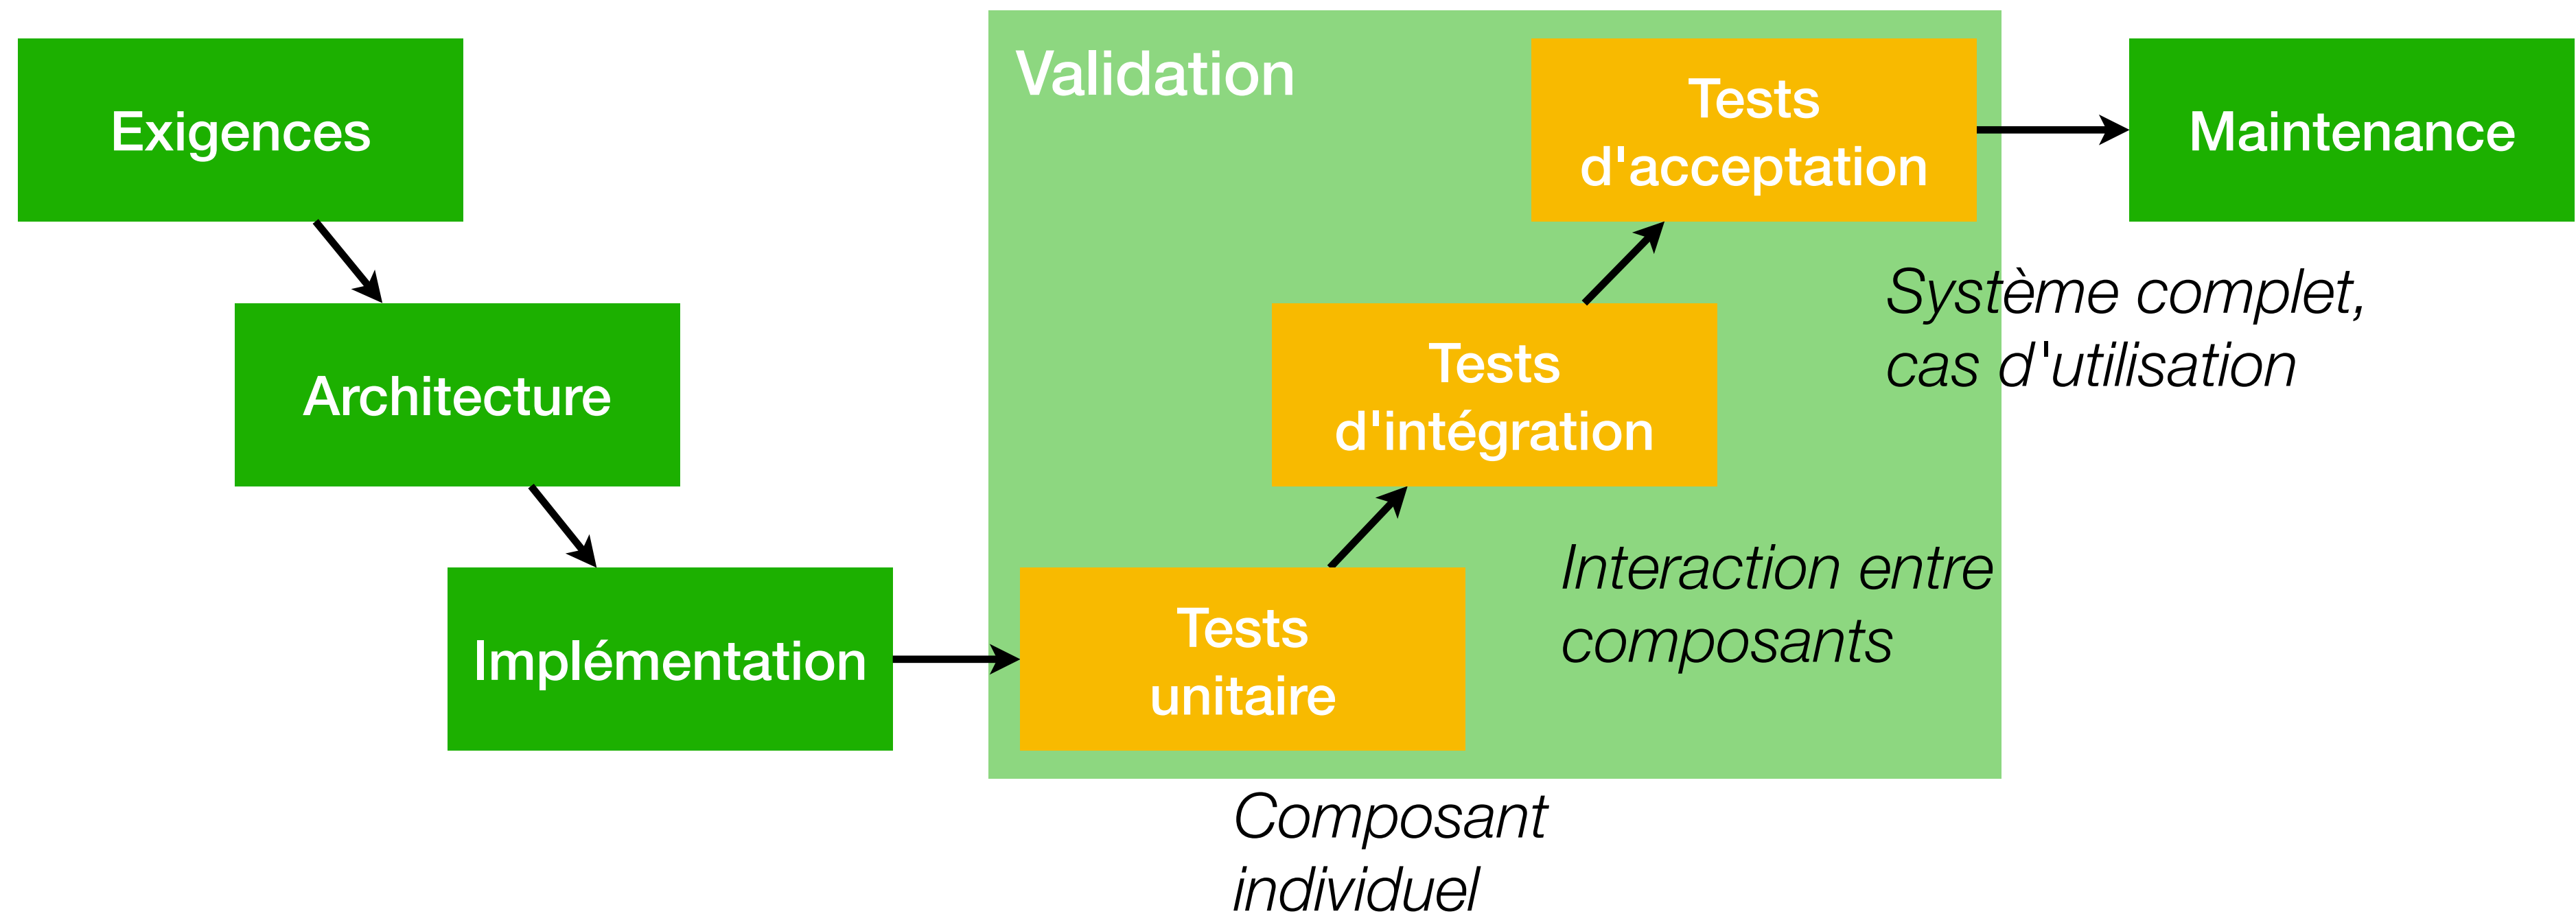 Exigences
Architecture
Implémentation
Validation
Tests
unitaire
Composant
individuel
Tests
d'intégration
Interaction entre
composants
Tests
d'acceptation
Système complet,
cas d'utilisation
Maintenance